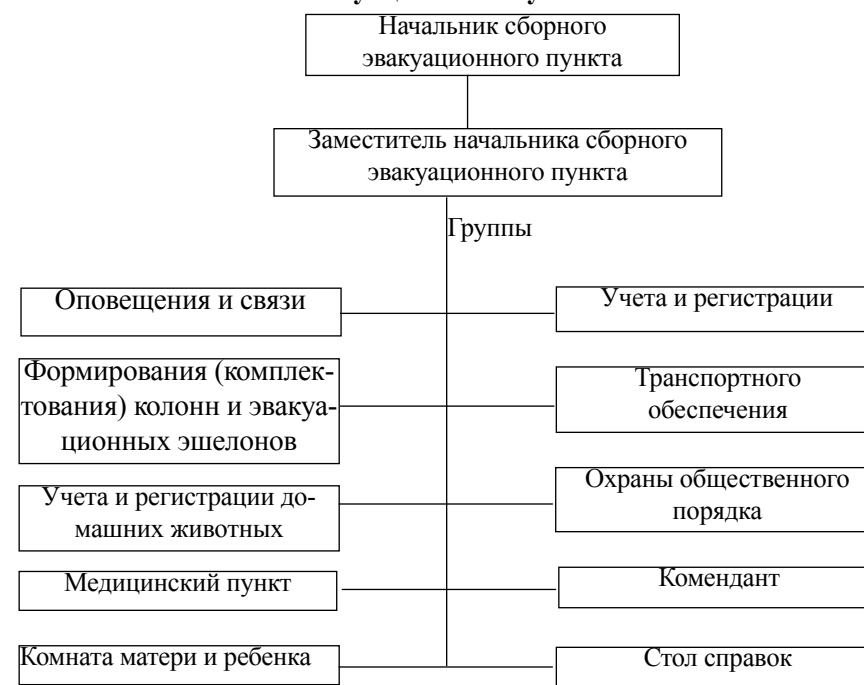 Начальник сборного
эвакуационного пункта
Заместитель начальника сборного
эвакуационного пункта
Группы
Оповещения и связи
Учета и регистрации
Формирования (комплек-
тования) колонн и эвакуа-
ционных эшелонов
Транспортного
обеспечения
Учета и регистрации до-
машних животных
Охраны общественного
порядка
Медицинский пункт
Комендант
Комната матери и ребенка
Стол справок